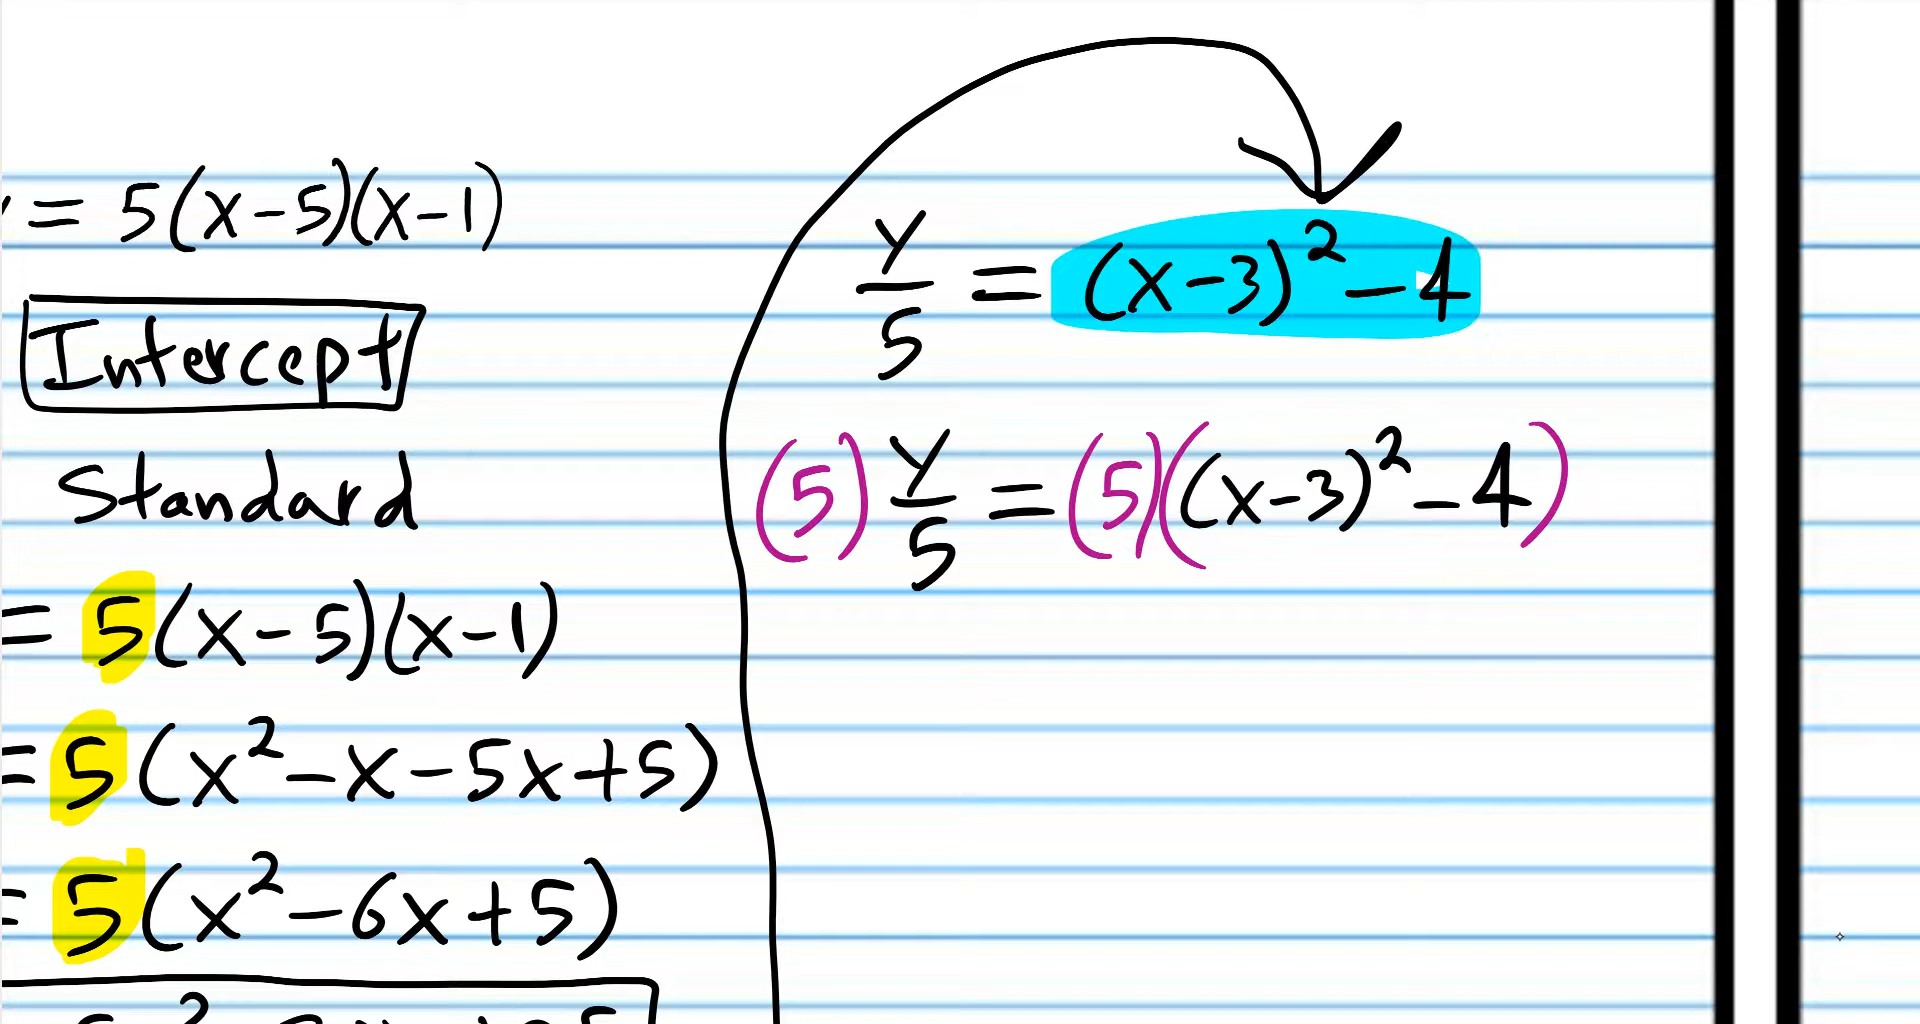 = 5(x-5)(x-1)
Intercept
Standard
= 5(x-5)(x-1)
= 5(x²-x-5x+5)
= 5(x²-6x+5)
y/5 = (x-3)²-4
(5) y/5 = (5)((x-3)²-4)